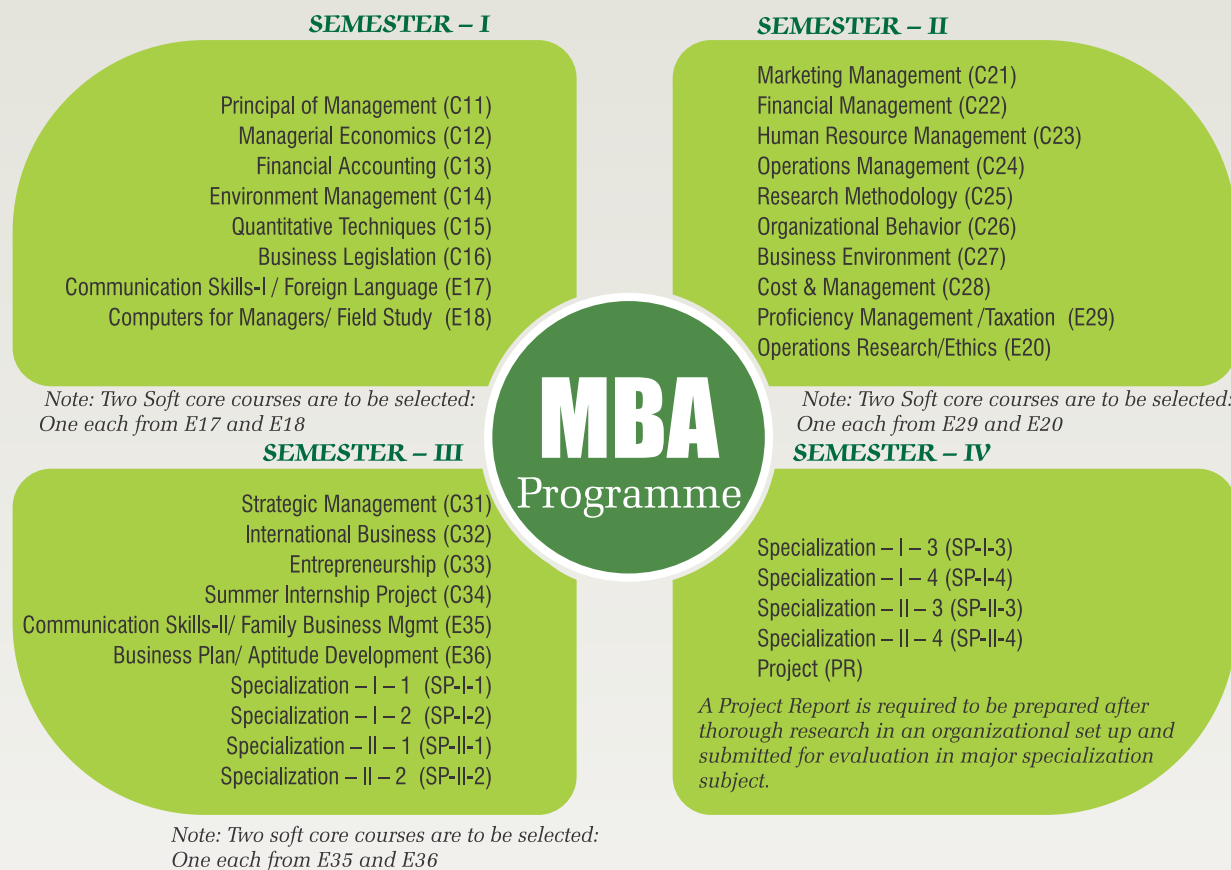 SEMESTER – I
Principal of Management (C11)
Managerial Economics (C12)
Financial Accounting (C13)
Environment Management (C14)
Quantitative Techniques (C15)
Business Legislation (C16)
Communication Skills-I / Foreign Language (E17)
Computers for Managers/ Field Study (E18)
Note: Two Soft core courses are to be selected:
One each from E17 and E18
SEMESTER – II
Marketing Management (C21)
Financial Management (C22)
Human Resource Management (C23)
Operations Management (C24)
Research Methodology (C25)
Organizational Behavior (C26)
Business Environment (C27)
Cost & Management (C28)
Proficiency Management /Taxation (E29)
Operations Research/Ethics (E20)
Note: Two Soft core courses are to be selected:
One each from E29 and E20
MBA
Programme
SEMESTER – III
Strategic Management (C31)
International Business (C32)
Entrepreneurship (C33)
Summer Internship Project (C34)
Communication Skills-II/ Family Business Mgmt (E35)
Business Plan/ Aptitude Development (E36)
Specialization – I – 1 (SP-I-1)
Specialization – I – 2 (SP-I-2)
Specialization – II – 1 (SP-II-1)
Specialization – II – 2 (SP-II-2)
Note: Two soft core courses are to be selected:
One each from E35 and E36
SEMESTER – IV
Specialization – I – 3 (SP-I-3)
Specialization – I – 4 (SP-I-4)
Specialization – II – 3 (SP-II-3)
Specialization – II – 4 (SP-II-4)
Project (PR)
A Project Report is required to be prepared after
thorough research in an organizational set up and
submitted for evaluation in major specialization
subject.